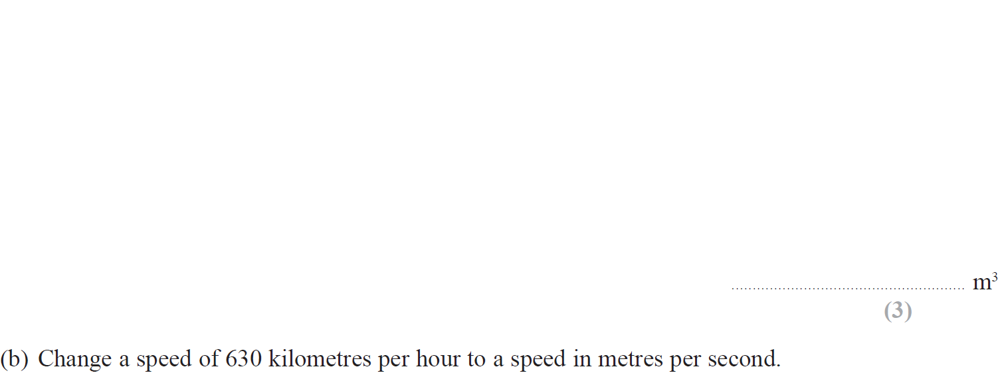 ........................................................ m³
(3)
(b) Change a speed of 630 kilometres per hour to a speed in metres per second.